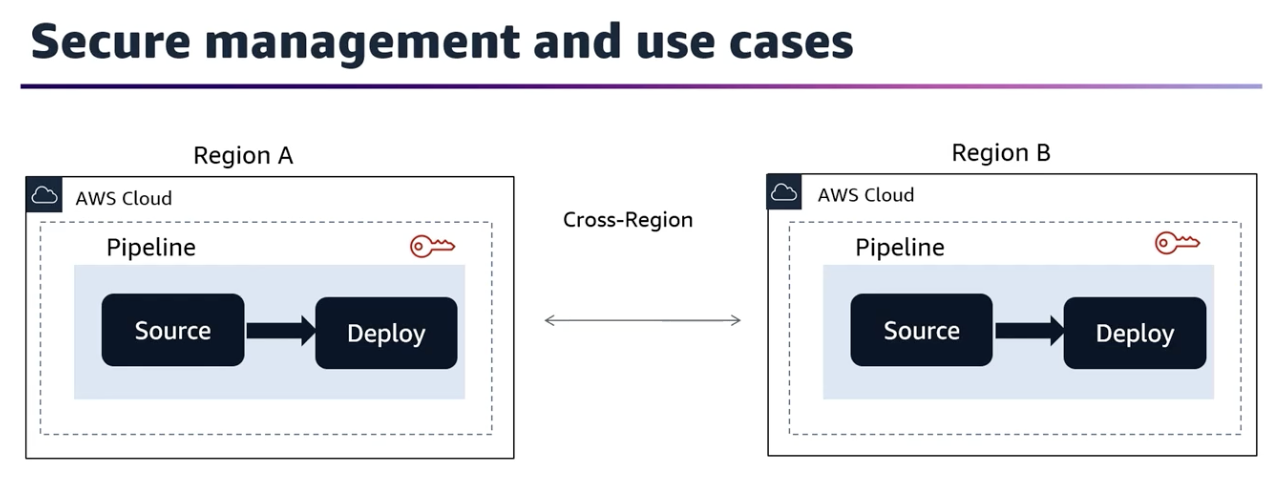 Secure management and use cases
Region A
Region B
AWS Cloud
Cross-Region
AWS Cloud
Pipeline
Pipeline
Source
Deploy
Source
Deploy